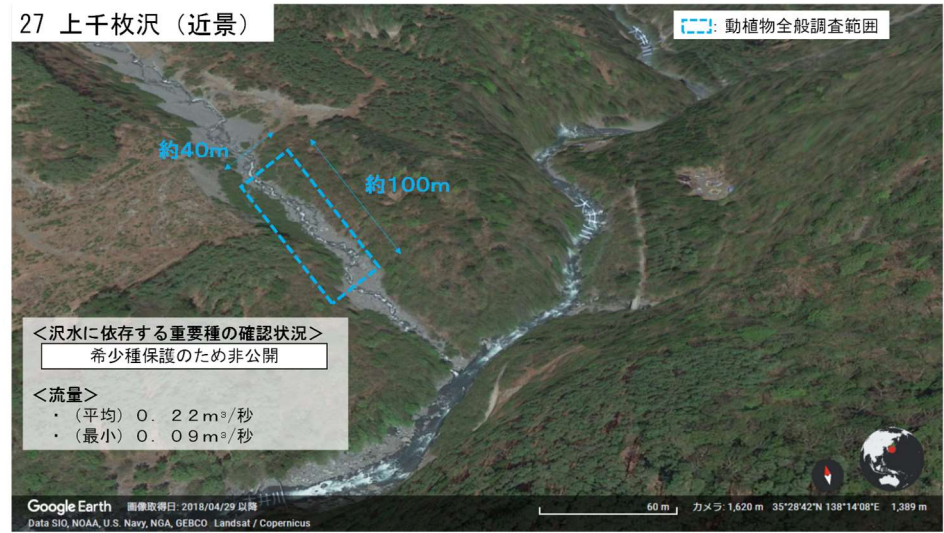 27 上千枚沢（近景）
：動植物全般調査範囲
約40m
約100m
＜沢水に依存する重要種の確認状況＞
希少種保護のため非公開
＜流量＞
・（平均）０．２２ｍ³/秒
・（最小）０．０９ｍ³/秒
Google Earth 画像取得日: 2018/04/29 以降
Data SIO, NOAA, U.S. Navy, NGA, GEBCO Landsat / Copernicus
60 m カメラ: 1,620 m 35°28'42"N 138°14'08"E 1,389 m